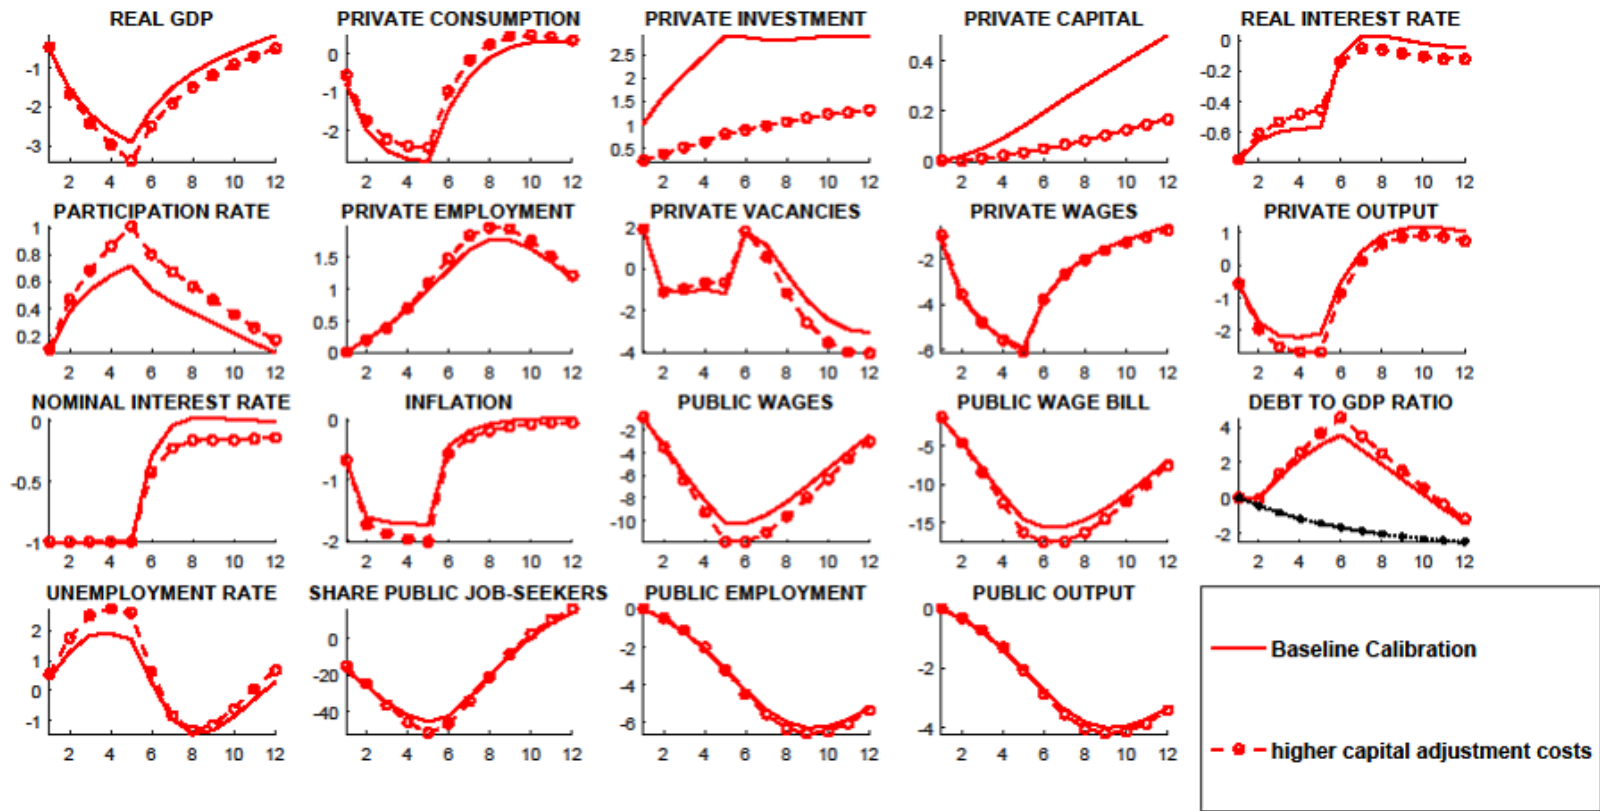 REAL GDP PRIVATE CONSUMPTION PRIVATE INVESTMENT PRIVATE CAPITAL REAL INTEREST RATE
-1 -2 -3
0 -1 -2
2.5 2 1.5 1 0.5
0.4 0.2 0
0 -0.2 -0.4 -0.6
2 4 6 8 10 12 2 4 6 8 10 12 2 4 6 8 10 12 2 4 6 8 10 12 2 4 6 8 10 12
PARTICIPATION RATE PRIVATE EMPLOYMENT PRIVATE VACANCIES PRIVATE WAGES PRIVATE OUTPUT
1 0.8 0.6 0.4 0.2
1.5 1 0.5 0
2 0 -2 -4
-2 -4 -6
1 0 -1 -2
2 4 6 8 10 12 2 4 6 8 10 12 2 4 6 8 10 12 2 4 6 8 10 12 2 4 6 8 10 12
NOMINAL INTEREST RATE INFLATION PUBLIC WAGES PUBLIC WAGE BILL DEBT TO GDP RATIO
0 -0.5 -1
0 -1 -2
-2 -4 -6 -8 -10
-5 -10 -15
4 2 0 -2
2 4 6 8 10 12 2 4 6 8 10 12 2 4 6 8 10 12 2 4 6 8 10 12 2 4 6 8 10 12
UNEMPLOYMENT RATE SHARE PUBLIC JOB-SEEKERS PUBLIC EMPLOYMENT PUBLIC OUTPUT
2 1 0 -1
0 -20 -40
0 -2 -4 -6
0 -2 -4
2 4 6 8 10 12 2 4 6 8 10 12 2 4 6 8 10 12 2 4 6 8 10 12
Baseline Calibration
higher capital adjustment costs